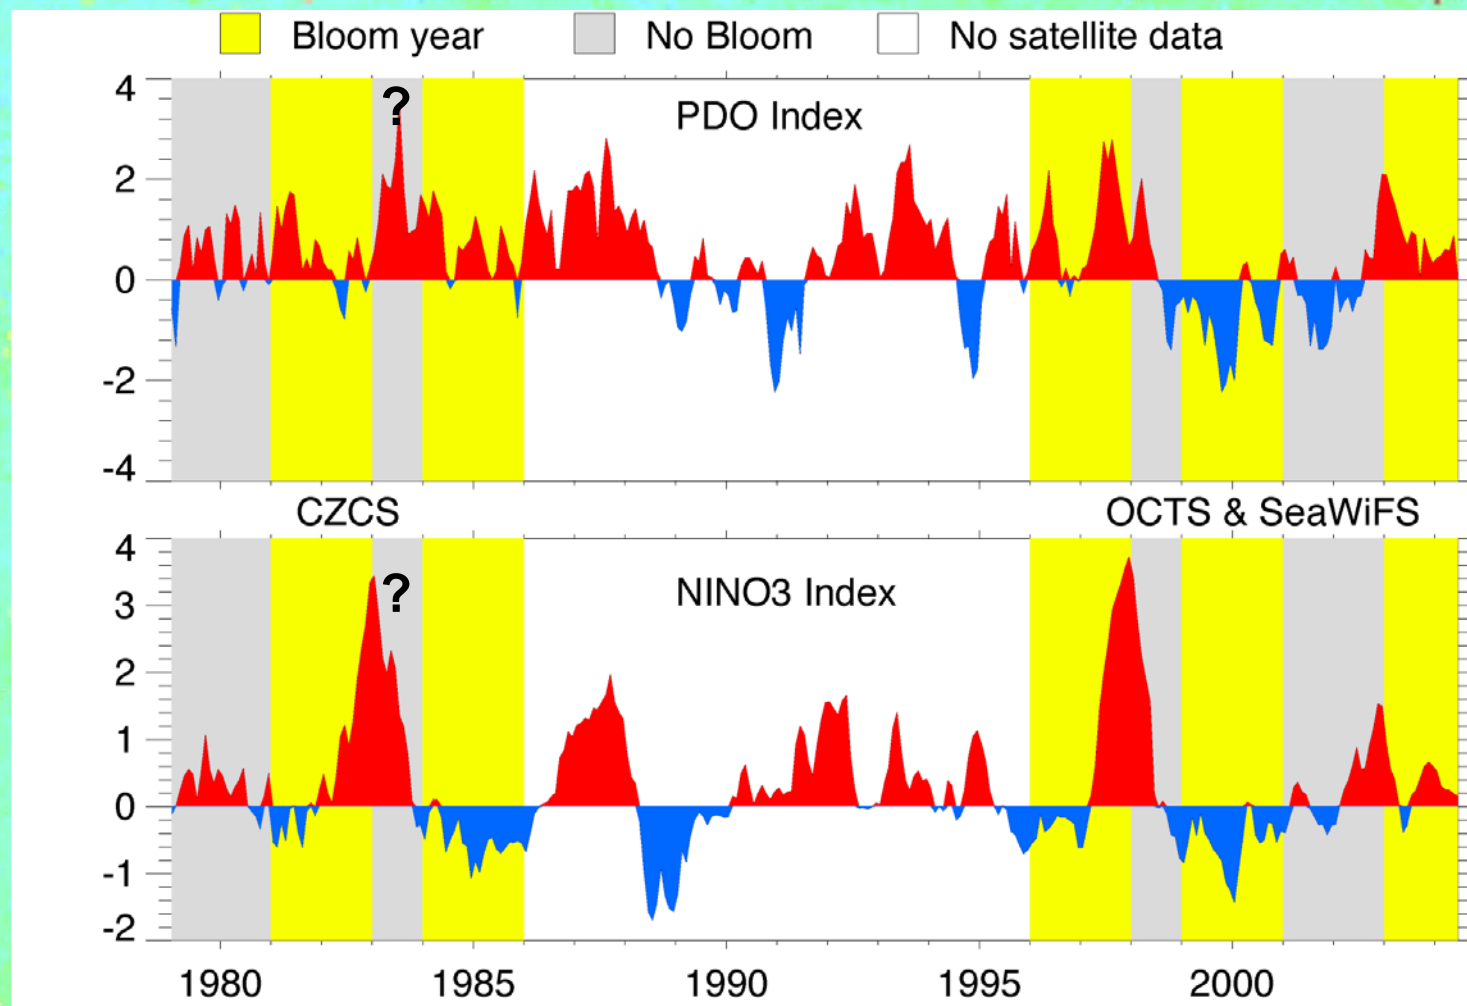 Bloom year No Bloom No satellite data
4
?
PDO Index
2
0
-2
-4
CZCS OCTS & SeaWiFS
4
?
NINO3 Index
3
2
1
0
-1
-2
1980 1985 1990 1995 2000